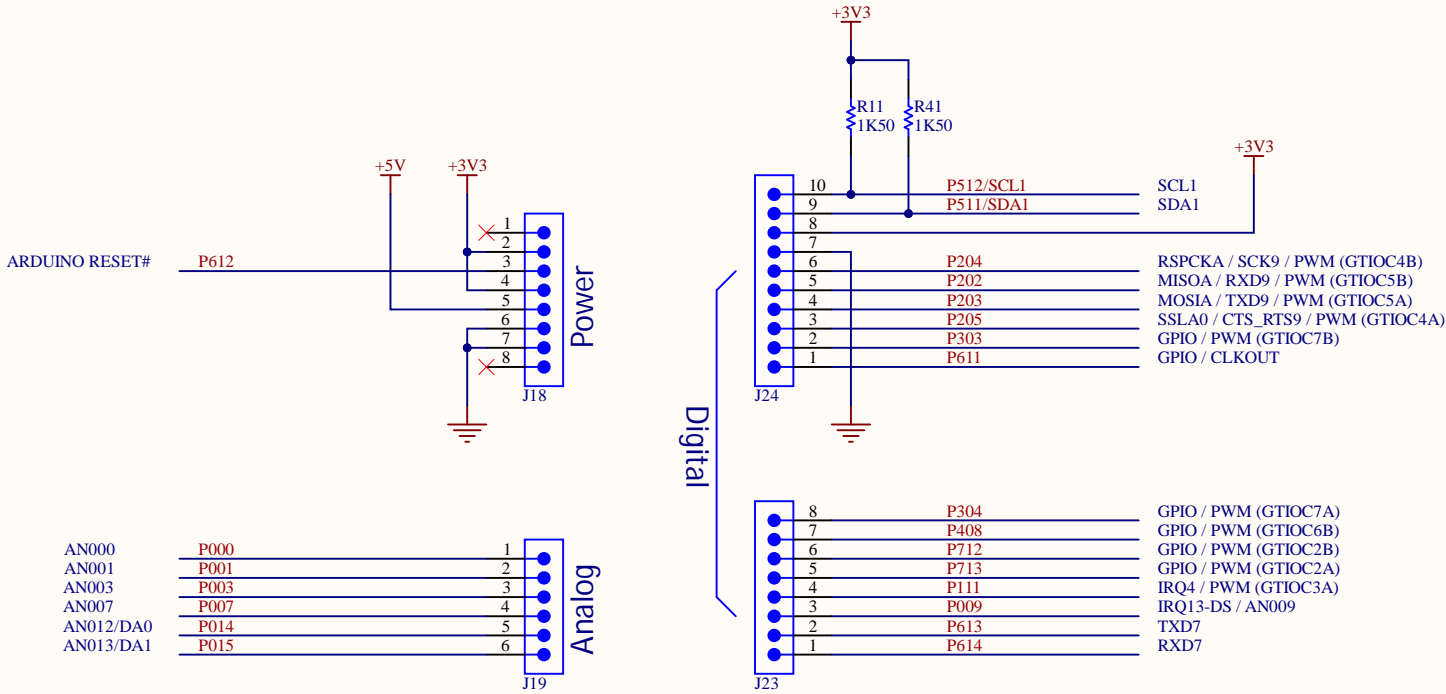 +3V3
R11
1K50
R41
1K50
+5V
+3V3
+3V3
ARDUINO RESET#
P612
1
2
3
4
5
6
7
8
Power
J18
10 P512/SCL1 SCL1
9 P511/SDA1 SDA1
8
7
6 P204 RSPCKA / SCK9 / PWM (GTIOC4B)
5 P202 MISOA / RXD9 / PWM (GTIOC5B)
4 P203 MOSIA / TXD9 / PWM (GTIOC5A)
3 P205 SSLA0 / CTS_RTS9 / PWM (GTIOC4A)
2 P303 GPIO / PWM (GTIOC7B)
1 P611 GPIO / CLKOUT
J24
Digital
AN000 P000 1
AN001 P001 2
AN003 P003 3
AN007 P007 4
AN012/DA0 P014 5
AN013/DA1 P015 6
Analog
J19
8 P304 GPIO / PWM (GTIOC7A)
7 P408 GPIO / PWM (GTIOC6B)
6 P712 GPIO / PWM (GTIOC2B)
5 P713 GPIO / PWM (GTIOC2A)
4 P111 IRQ4 / PWM (GTIOC3A)
3 P009 IRQ13-DS / AN009
2 P613 TXD7
1 P614 RXD7
J23